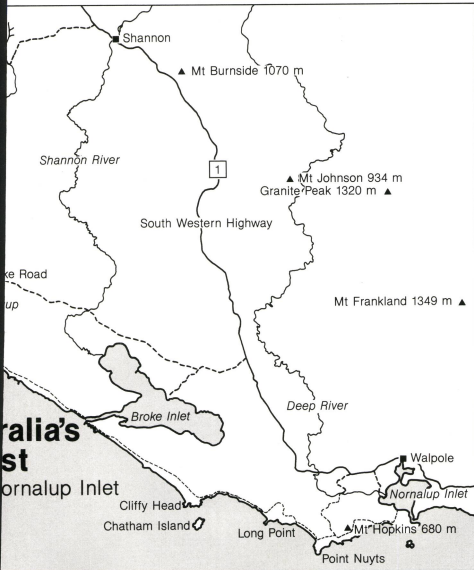 Shannon
Mt Burnside 1070 m
Shannon River
1
Mt Johnson 934 m
Granite Peak 1320 m
South Western Highway
ke Road
up
Mt Frankland 1349 m
Deep River
Broke Inlet
ralia's
st
ornalup Inlet
Walpole
Nornalup Inlet
Cliffy Head
Chatham Island
Long Point
Mt Hopkins 680 m
Point Nuyts